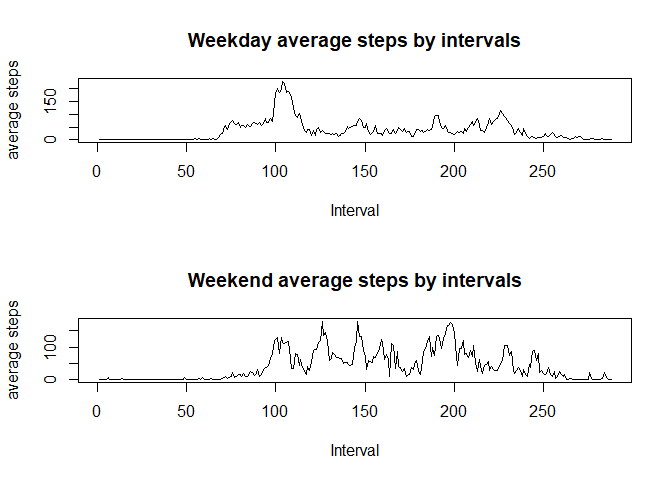 Weekday average steps by intervals
average steps
150
0
0 50 100 150 200 250
Interval
Weekend average steps by intervals
average steps
100
0
0 50 100 150 200 250
Interval